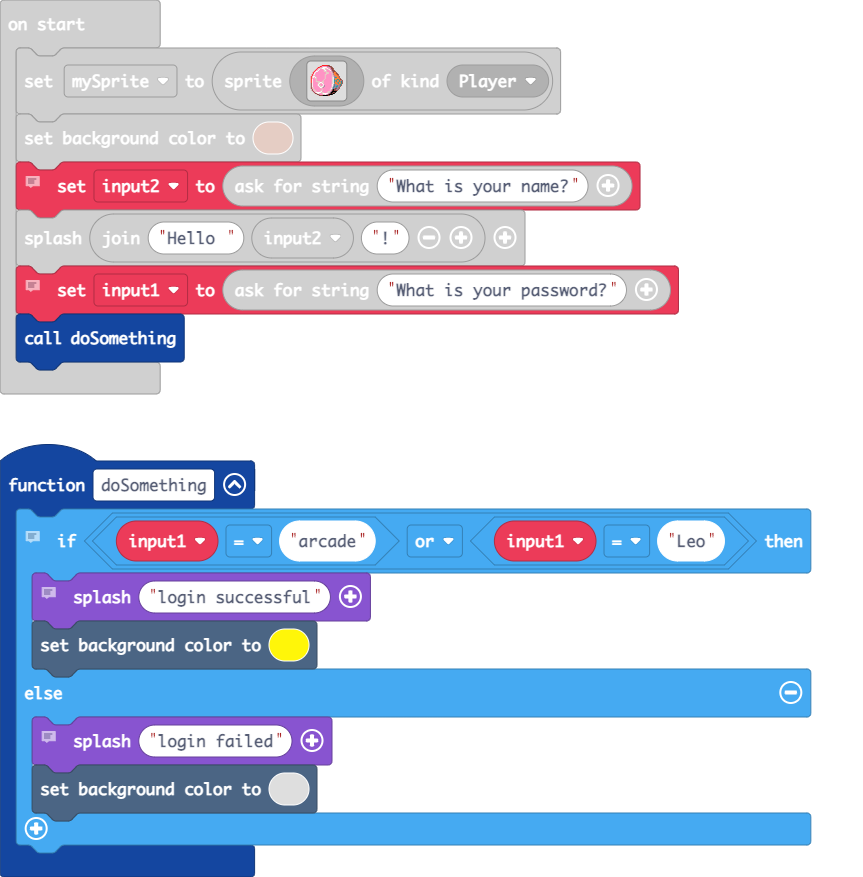 on start
set mySprite to sprite of kind Player
set background color to
set input2 to ask for string "What is your name?"
splash join "Hello " input2 "!"
set input1 to ask for string "What is your password?"
call doSomething
function doSomething
if input1 = "arcade" or input1 = "Leo" then
splash "login successful"
set background color to
else
splash "login failed"
set background color to